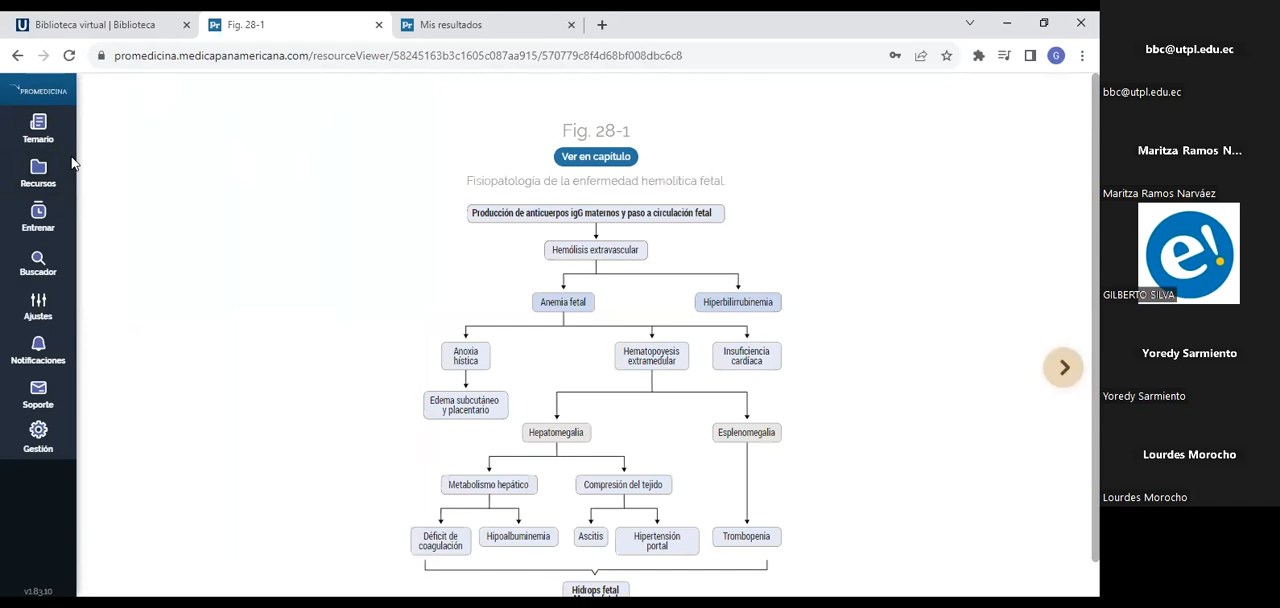 Biblioteca virtual | Biblioteca
Fig. 28-1
Mis resultados
promedicina.medicapanamericana.com/resourceViewer/58245163b3c1605c087aa915/570779c8f4d68bf008dbc6c8
G
PROMEDICINA
Temario
Recursos
Entrenar
Buscador
Ajustes
Notificaciones
Soporte
Gestión
v1.83.10
Fig. 28-1
Ver en capítulo
Fisiopatología de la enfermedad hemolítica fetal.
Producción de anticuerpos igG maternos y paso a circulación fetal
Hemólisis extravascular
Anemia fetal
Hiperbilirrubinemia
Anoxia
hística
Hematopoyesis
extramedular
Insuficiencia
cardíaca
Edema subcutáneo
y placentario
Hepatomegalia
Esplenomegalia
Metabolismo hepático
Compresión del tejido
Déficit de
coagulación
Hipoalbuminemia
Ascitis
Hipertensión
portal
Trombopenia
Hidrops fetal
bbc@utpl.edu.ec
bbc@utpl.edu.ec
Maritza Ramos N...
Maritza Ramos Narváez
e!
GILBERTO SILVA
Yoredy Sarmiento
Yoredy Sarmiento
Lourdes Morocho
Lourdes Morocho